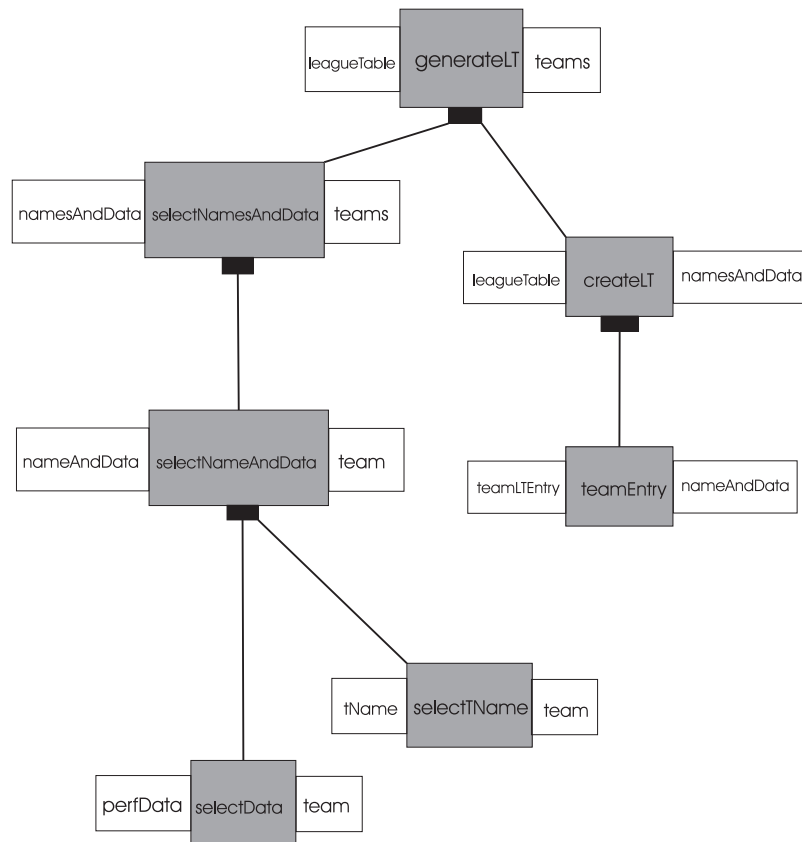 leagueTable generateLT teams
namesAndData selectNamesAndData teams
leagueTable createLT namesAndData
nameAndData selectNameAndData team
teamLTEntry teamEntry nameAndData
tName selectTName team
perfData selectData team